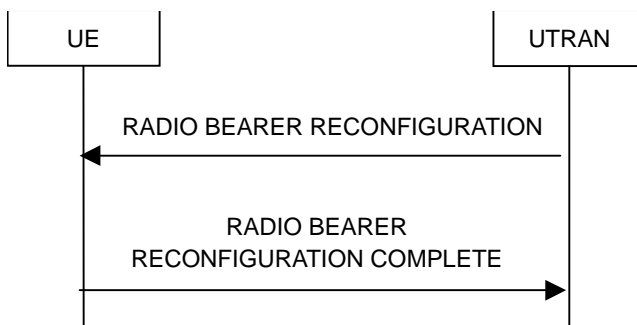 UE
UTRAN
RADIO BEARER RECONFIGURATION
RADIO BEARER
RECONFIGURATION COMPLETE